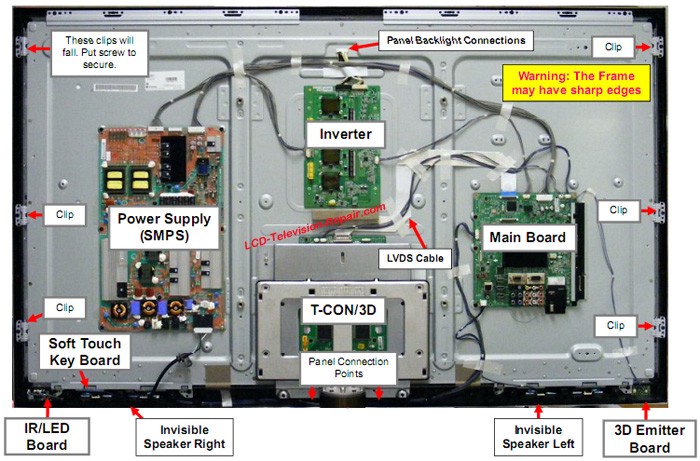 These clips will
fall. Put screw to
secure.
Panel Backlight Connections
Clip
Warning: The Frame
may have sharp edges
Inverter
Clip
Power Supply
(SMPS)
LCD-Television-Repair.com
Clip
Main Board
LVDS Cable
Clip
T-CON/3D
Clip
Soft Touch
Key Board
Panel Connection
Points
IR/LED
Board
Invisible
Speaker Right
Invisible
Speaker Left
3D Emitter
Board